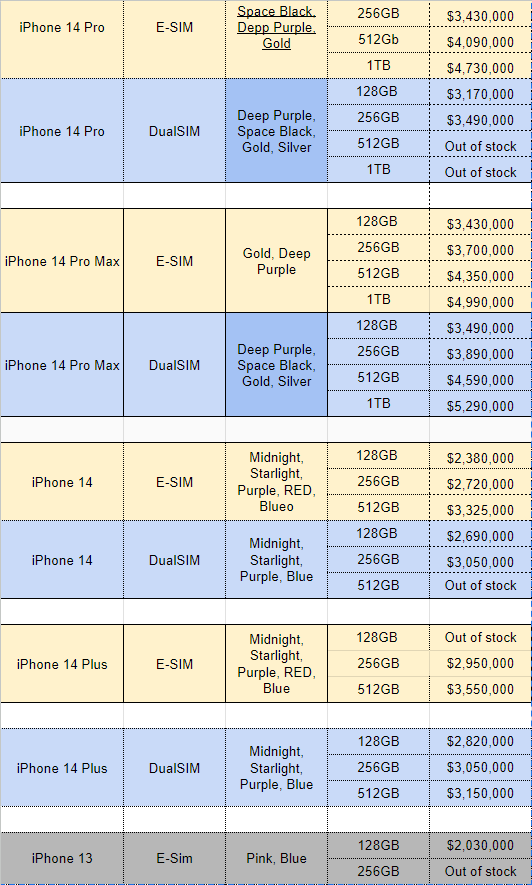 iPhone 14 Pro
E-SIM
Space Black,
Depp Purple,
Gold
256GB
$3,430,000
512Gb
$4,090,000
1TB
$4,730,000
iPhone 14 Pro
DualSIM
Deep Purple,
Space Black,
Gold, Silver
128GB
$3,170,000
256GB
$3,490,000
512GB
Out of stock
1TB
Out of stock
iPhone 14 Pro Max
E-SIM
Gold, Deep
Purple
128GB
$3,430,000
256GB
$3,700,000
512GB
$4,350,000
1TB
$4,990,000
iPhone 14 Pro Max
DualSIM
Deep Purple,
Space Black,
Gold, Silver
128GB
$3,490,000
256GB
$3,890,000
512GB
$4,590,000
1TB
$5,290,000
iPhone 14
E-SIM
Midnight,
Starlight,
Purple, RED,
Blueo
128GB
$2,380,000
256GB
$2,720,000
512GB
$3,325,000
iPhone 14
DualSIM
Midnight,
Starlight,
Purple, Blue
128GB
$2,690,000
256GB
$3,050,000
512GB
Out of stock
iPhone 14 Plus
E-SIM
Midnight,
Starlight,
Purple, RED,
Blue
128GB
Out of stock
256GB
$2,950,000
512GB
$3,550,000
iPhone 14 Plus
DualSIM
Midnight,
Starlight,
Purple, Blue
128GB
$2,820,000
256GB
$3,050,000
512GB
$3,150,000
iPhone 13
E-Sim
Pink, Blue
128GB
$2,030,000
256GB
Out of stock